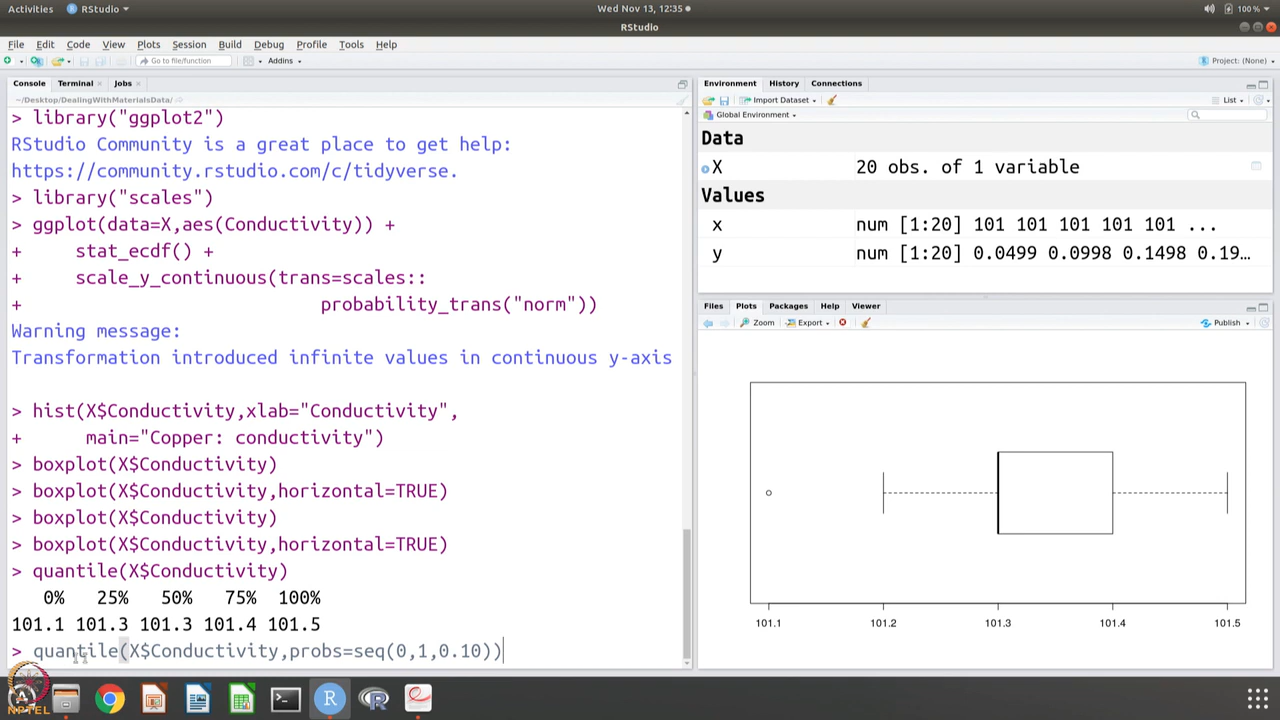 Activities RStudio Wed Nov 13, 12:35 100 %
RStudio
File Edit Code View Plots Session Build Debug Profile Tools Help
Go to file/function Addins Project: (None)
Console Terminal Jobs
~/Desktop/DealingWithMaterialsData/
> library("ggplot2")
RStudio Community is a great place to get help:
https://community.rstudio.com/c/tidyverse.
> library("scales")
> ggplot(data=X,aes(Conductivity)) +
+ stat_ecdf() +
+ scale_y_continuous(trans=scales::
+ probability_trans("norm"))
Warning message:
Transformation introduced infinite values in continuous y-axis
> hist(X$Conductivity,xlab="Conductivity",
+ main="Copper: conductivity")
> boxplot(X$Conductivity)
> boxplot(X$Conductivity,horizontal=TRUE)
> boxplot(X$Conductivity)
> boxplot(X$Conductivity,horizontal=TRUE)
> quantile(X$Conductivity)
0% 25% 50% 75% 100%
101.1 101.3 101.3 101.4 101.5
> quantile(X$Conductivity,probs=seq(0,1,0.10))
Environment History Connections
Import Dataset List
Global Environment
Data
X 20 obs. of 1 variable
Values
x num [1:20] 101 101 101 101 101 ...
y num [1:20] 0.0499 0.0998 0.1498 0.19…
Files Plots Packages Help Viewer
Zoom Export Publish
101.1 101.2 101.3 101.4 101.5
NPTEL